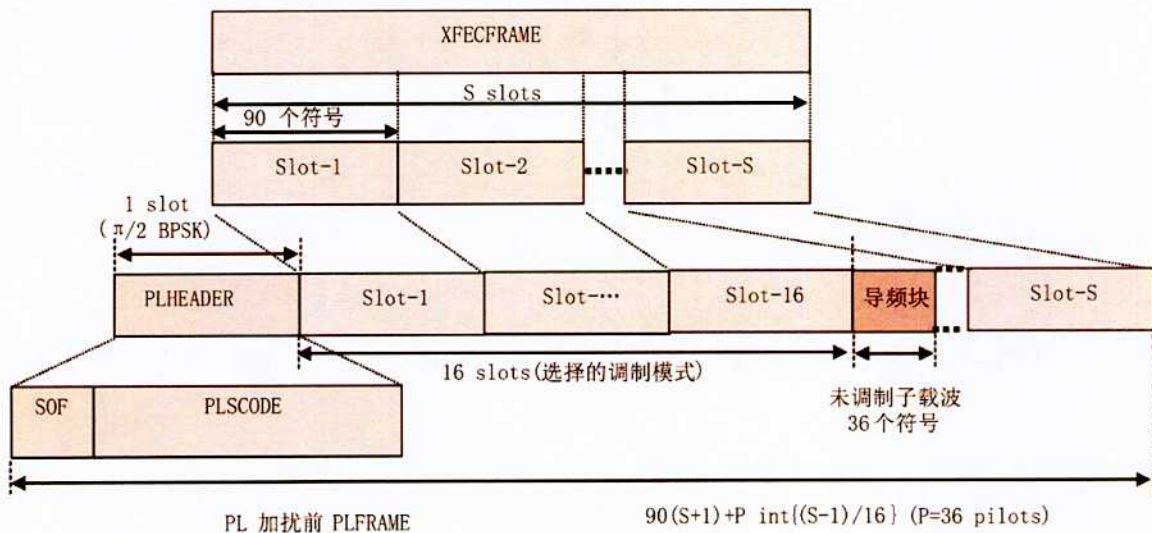 XFECFRAME
S slots
90 个符号
Slot-1
Slot-2
Slot-S
1 slot
(π/2 BPSK)
PLHEADER
Slot-1
Slot-…
Slot-16
导频块
Slot-S
16 slots(选择的调制模式)
未调制子载波
36个符号
SOF
PLSCODE
PL 加扰前 PLFRAME
90(S+1)+P int{(S-1)/16} (P=36 pilots)